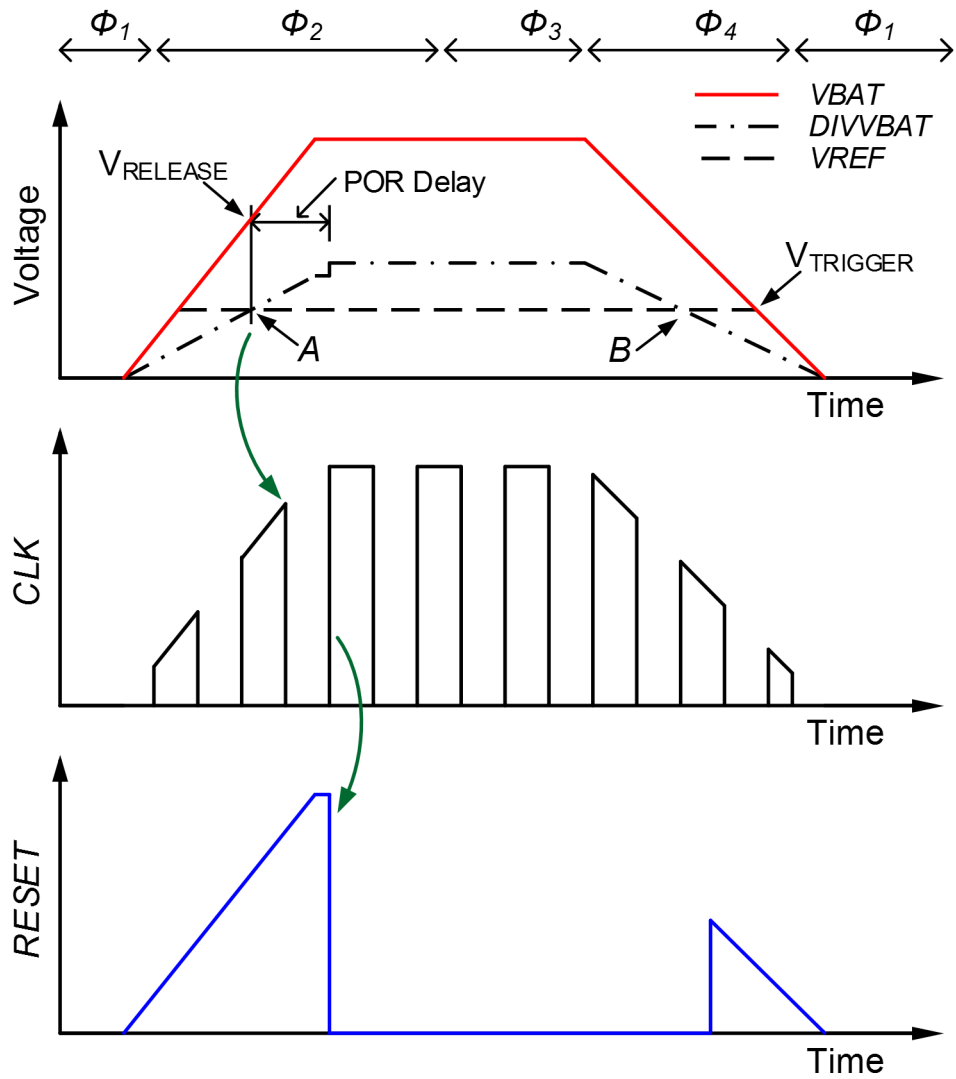 Φ1 Φ2 Φ3 Φ4 Φ1
VBAT
DIVVBAT
VREF
VRELEASE
POR Delay
VTRIGGER
Voltage
A
B
Time
CLK
Time
RESET
Time